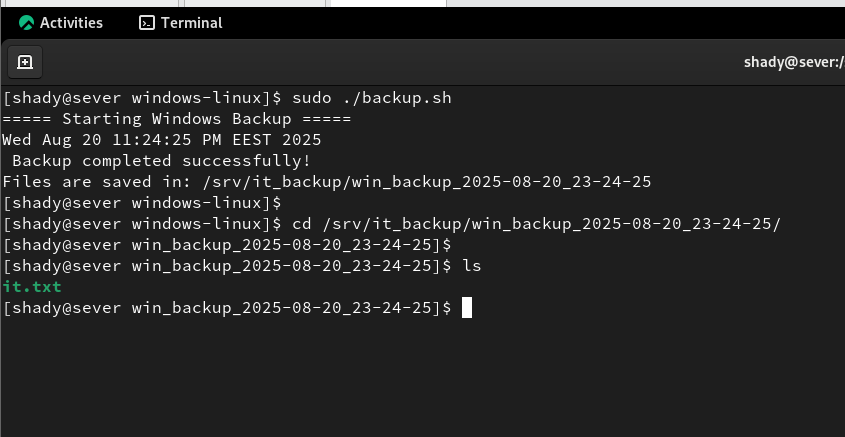 Activities
Terminal
shady@sever:/
[shady@sever windows-linux]$ sudo ./backup.sh
===== Starting Windows Backup =====
Wed Aug 20 11:24:25 PM EEST 2025
 Backup completed successfully!
Files are saved in: /srv/it_backup/win_backup_2025-08-20_23-24-25
[shady@sever windows-linux]$
[shady@sever windows-linux]$ cd /srv/it_backup/win_backup_2025-08-20_23-24-25/
[shady@sever win_backup_2025-08-20_23-24-25]$
[shady@sever win_backup_2025-08-20_23-24-25]$ ls
it.txt
[shady@sever win_backup_2025-08-20_23-24-25]$